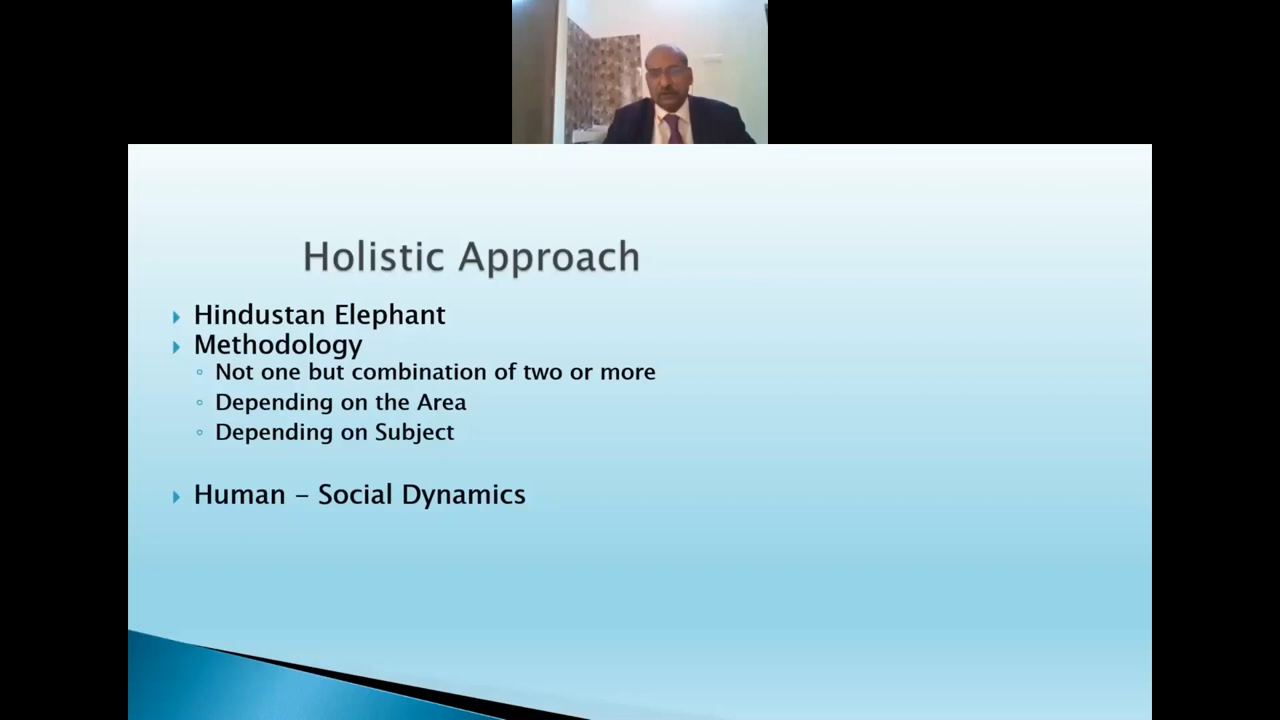 Holistic Approach
Hindustan Elephant
Methodology
Not one but combination of two or more
Depending on the Area
Depending on Subject
Human - Social Dynamics